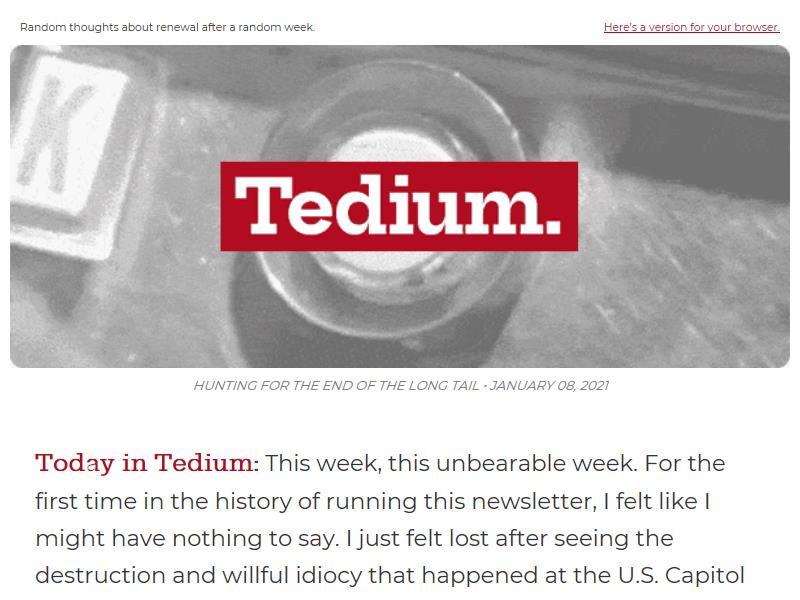 Random thoughts about renewal after a random week.
Here's a version for your browser.
K
Tedium.
HUNTING FOR THE END OF THE LONG TAIL • JANUARY 08, 2021
Today in Tedium: This week, this unbearable week. For the
first time in the history of running this newsletter, I felt like I
might have nothing to say. I just felt lost after seeing the
destruction and willful idiocy that happened at the U.S. Capitol